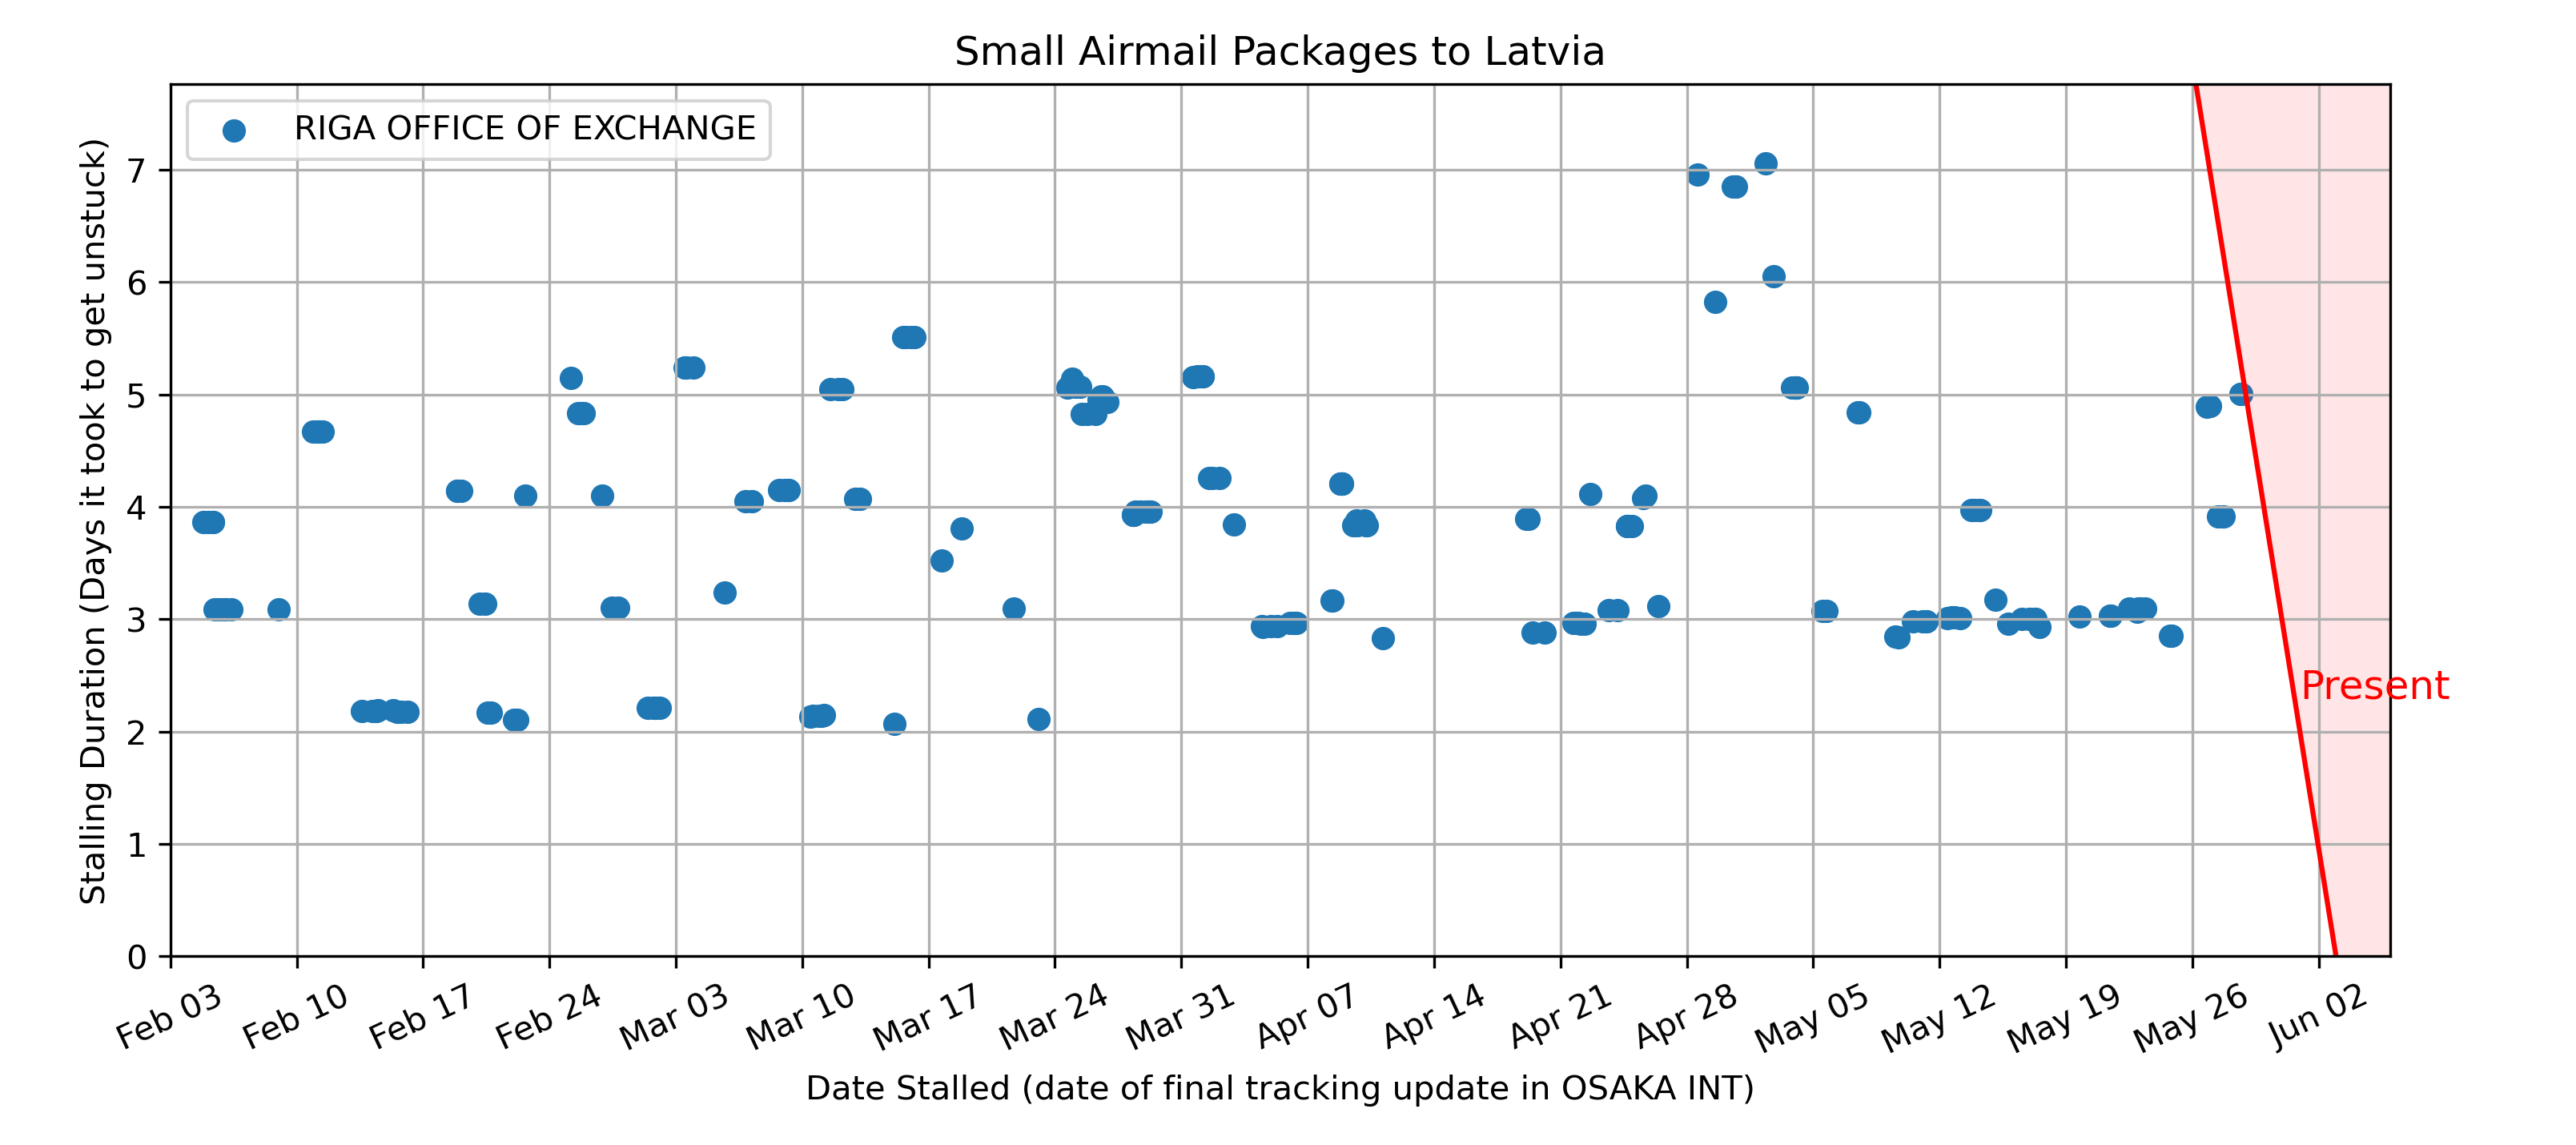 Small Airmail Packages to Latvia
RIGA OFFICE OF EXCHANGE
Stalling Duration (Days it took to get unstuck)
7
6
5
4
3
2
1
0
Present
Feb 03
Feb 10
Feb 17
Feb 24
Mar 03
Mar 10
Mar 17
Mar 24
Mar 31
Apr 07
Apr 14
Apr 21
Apr 28
May 05
May 12
May 19
May 26
Jun 02
Date Stalled (date of final tracking update in OSAKA INT)